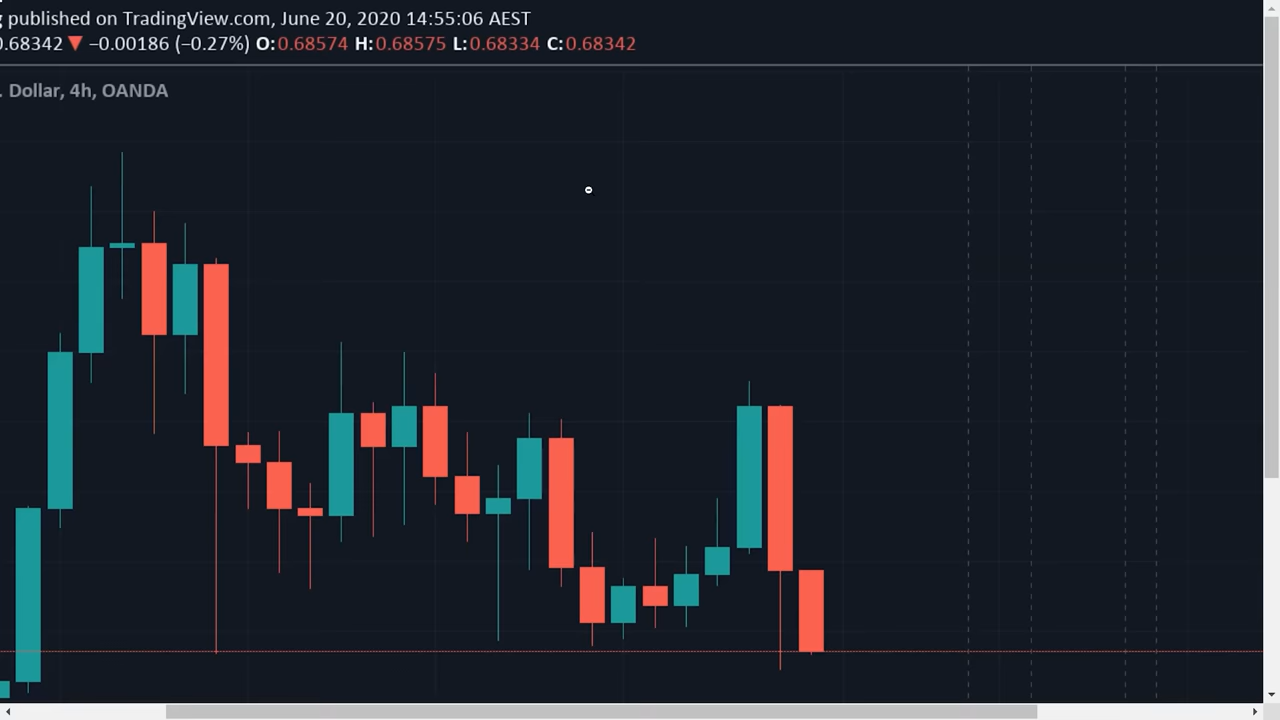 published on TradingView.com, June 20, 2020 14:55:06 AEST
0.68342 ▼ −0.00186 (−0.27%) O:0.68574 H:0.68575 L:0.68334 C:0.68342
. Dollar, 4h, OANDA